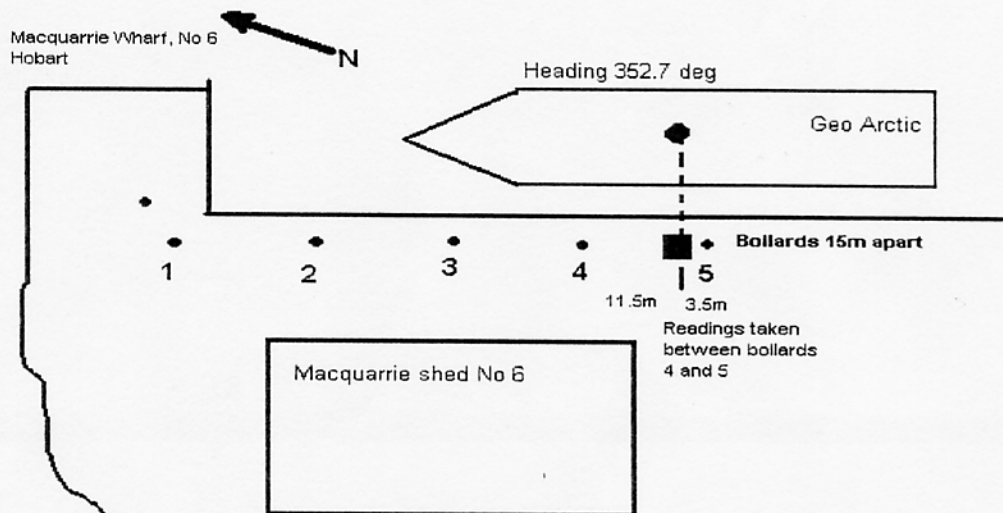 Macquarrie Wharf, No 6
Hobart
N
Heading 352.7 deg
Geo Arctic
Bollards 15m apart
1
2
3
4
5
11.5m
3.5m
Readings taken
between bollards
4 and 5
Macquarrie shed No 6